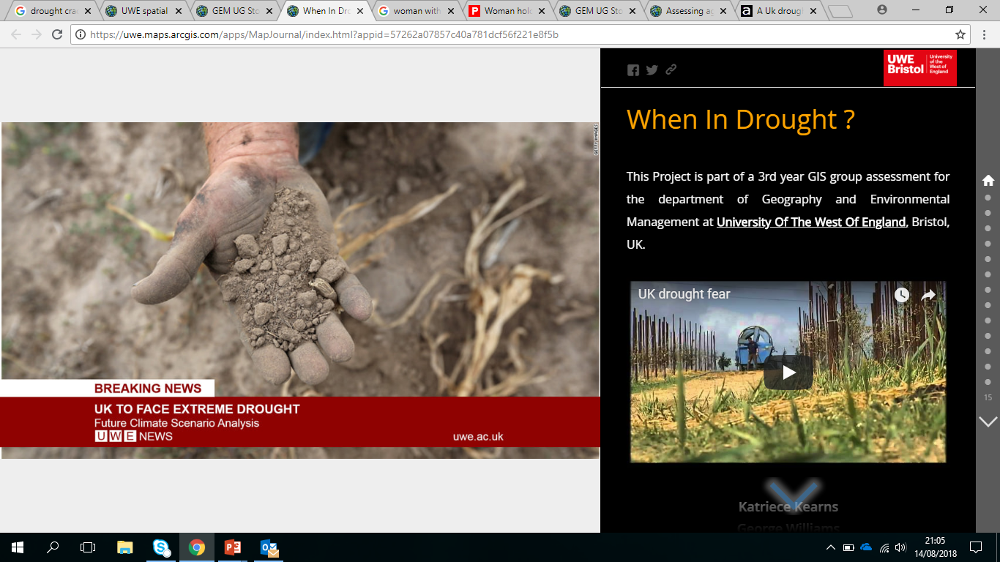 drought cra
UWE spatial
GEM UG Sto
When In Dro
woman with
Woman hold
GEM UG Sto
Assessing ag
A Uk drough
https://uwe.maps.arcgis.com/apps/MapJournal/index.html?appid=57262a07857c40a781dcf56f221e8f5b
UWE Bristol
University of the West of England
When In Drought ?
This Project is part of a 3rd year GIS group assessment for
the department of Geography and Environmental
Management at University Of The West Of England, Bristol,
UK.
UK drought fear
Katriece Kearns
George Williams
15
GETTY IMAGES
BREAKING NEWS
UK TO FACE EXTREME DROUGHT
Future Climate Scenario Analysis
UWE NEWS
uwe.ac.uk
21:05
14/08/2018